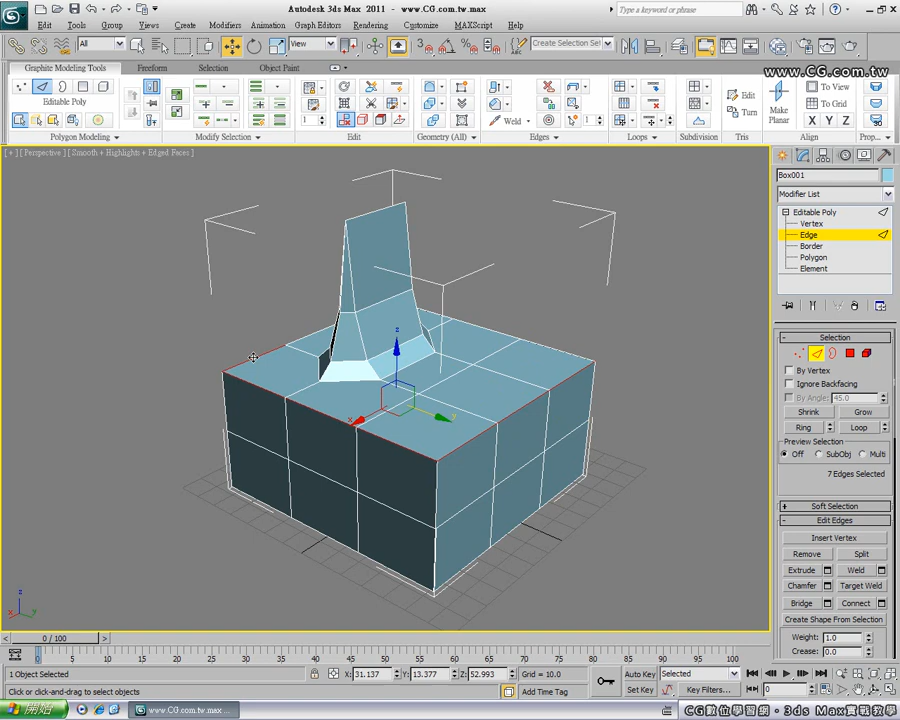 Autodesk 3ds Max 2011 - www.CG.com.tw.max
Type a keyword or phrase
Edit Tools Group Views Create Modifiers Animation Graph Editors Rendering Customize MAXScript Help
All
View
3
Create Selection Set
www.CG.com.tw
Graphite Modeling Tools Freeform Selection Object Paint
Editable Poly
Polygon Modeling
Modify Selection
1
Geometry (All)
Weld
1
Edges
Loops
Subdivision
Edit
Turn
Tris
Make Planar
To View
To Grid
X Y Z
Align
Prop...
[ + ] [ Perspective ] [ Smooth + Highlights + Edged Faces ]
z
x
y
z
x
y
Box001
Modifier List
Editable Poly
Vertex
Edge
Border
Polygon
Element
- Selection
By Vertex
Ignore Backfacing
By Angle: 45.0
Shrink Grow
Ring Loop
Preview Selection
Off SubObj Multi
7 Edges Selected
+ Soft Selection
- Edit Edges
Insert Vertex
Remove Split
Extrude Weld
Chamfer Target Weld
Bridge Connect
Create Shape From Selection
Weight: 1.0
Crease: 0.0
< 0 / 100 >
0 5 10 15 20 25 30 35 40 45 50 55 60 65 70 75 80 85 90 95 100
1 Object Selected
X: 31.137 Y: 13.377 Z: 52.993 Grid = 10.0
Auto Key Selected
Click or click-and-drag to select objects
Add Time Tag
Set Key Key Filters...
0
開始
www.CG.com.tw.max ...
CG數位學習網・3ds Max實戰教學